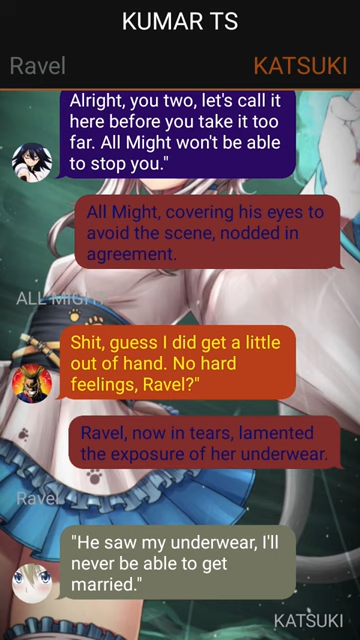 KUMAR TS
Ravel
KATSUKI
Alright, you two, let's call it
here before you take it too
far. All Might won't be able
to stop you."
All Might, covering his eyes to
avoid the scene, nodded in
agreement.
ALL MIGHT
Shit, guess I did get a little
out of hand. No hard
feelings, Ravel?"
Ravel, now in tears, lamented
the exposure of her underwear.
Ravel
"He saw my underwear, I'll
never be able to get
married."
KATSUKI